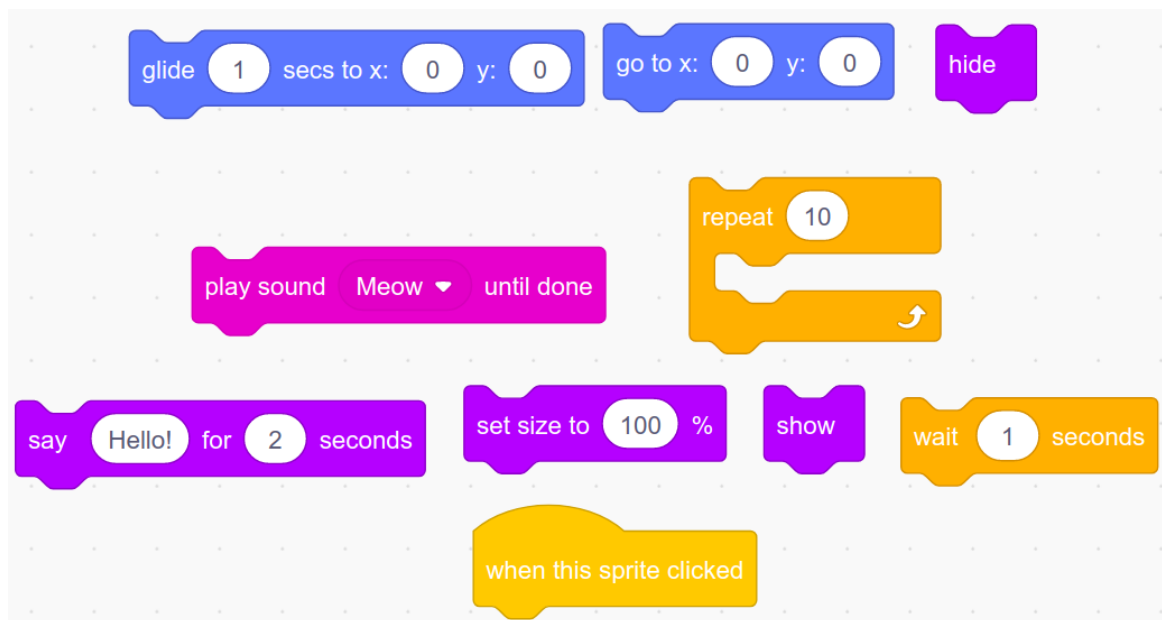 glide 1 secs to x: 0 y: 0
go to x: 0 y: 0
hide
repeat 10
play sound Meow until done
say Hello! for 2 seconds
set size to 100 %
show
wait 1 seconds
when this sprite clicked